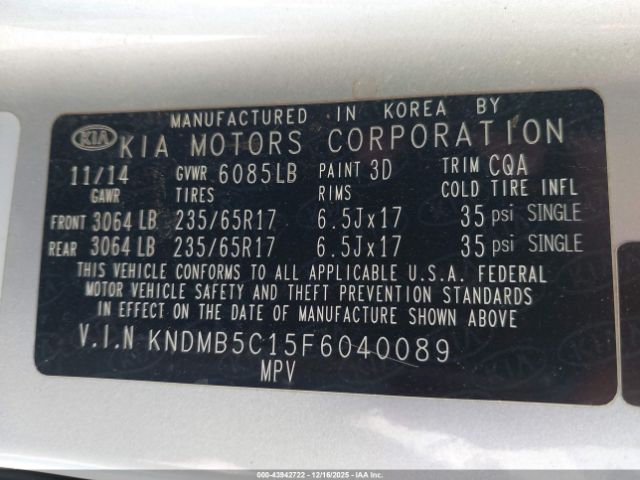 MANUFACTURED IN KOREA BY
KIA KIA MOTORS CORPORATION
11/14 GVWR 6085LB PAINT 3D TRIM CQA
GAWR TIRES RIMS COLD TIRE INFL
FRONT 3064 LB 235/65R17 6.5Jx17 35 psi SINGLE
REAR 3064 LB 235/65R17 6.5Jx17 35 psi SINGLE
THIS VEHICLE CONFORMS TO ALL APPLICABLE U.S.A. FEDERAL
MOTOR VEHICLE SAFETY AND THEFT PREVENTION STANDARDS
IN EFFECT ON THE DATE OF MANUFACTURE SHOWN ABOVE
V.I.N KNDMB5C15F6040089
MPV
000-43942722 - 12/16/2025 - IAA Inc.